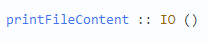 printFileContent :: IO ()